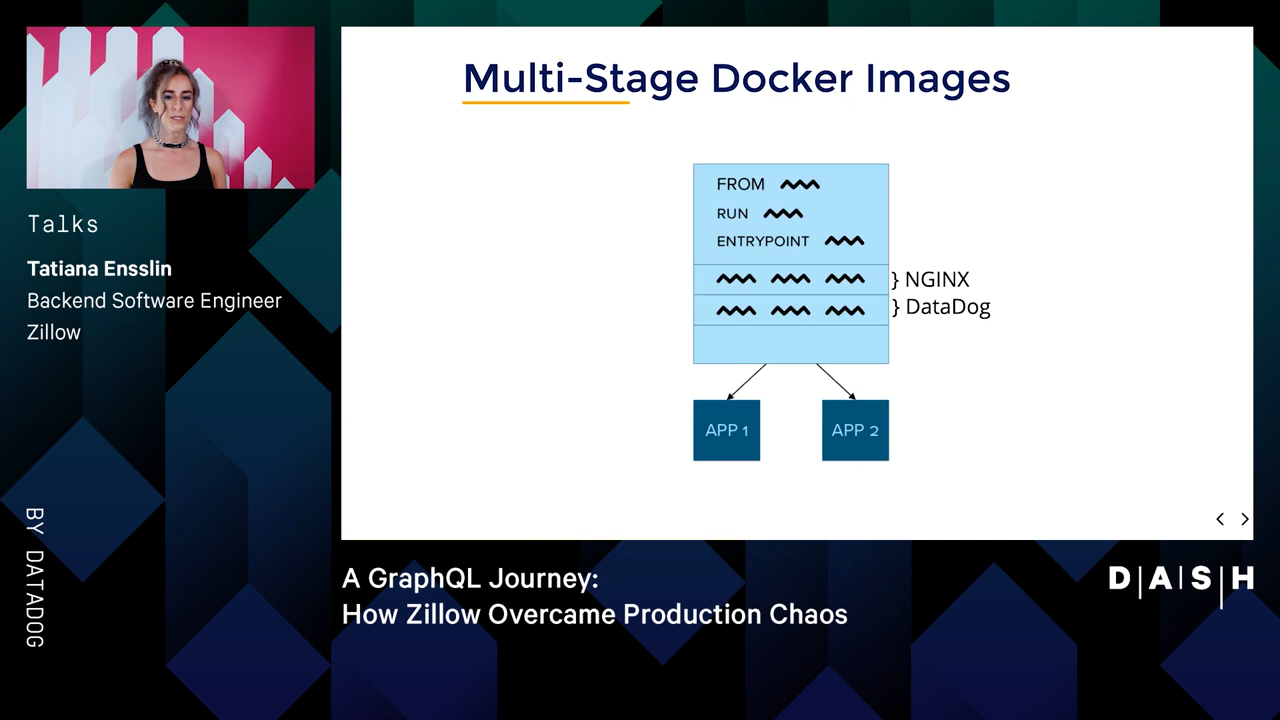 Multi-Stage Docker Images
FROM
RUN
ENTRYPOINT
} NGINX
} DataDog
APP 1
APP 2
< >
Talks
Tatiana Ensslin
Backend Software Engineer
Zillow
BY DATADOG
A GraphQL Journey:
How Zillow Overcame Production Chaos
D|A|S|H